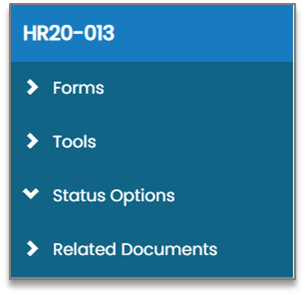 HR20-013
Forms
Tools
Status Options
Related Documents